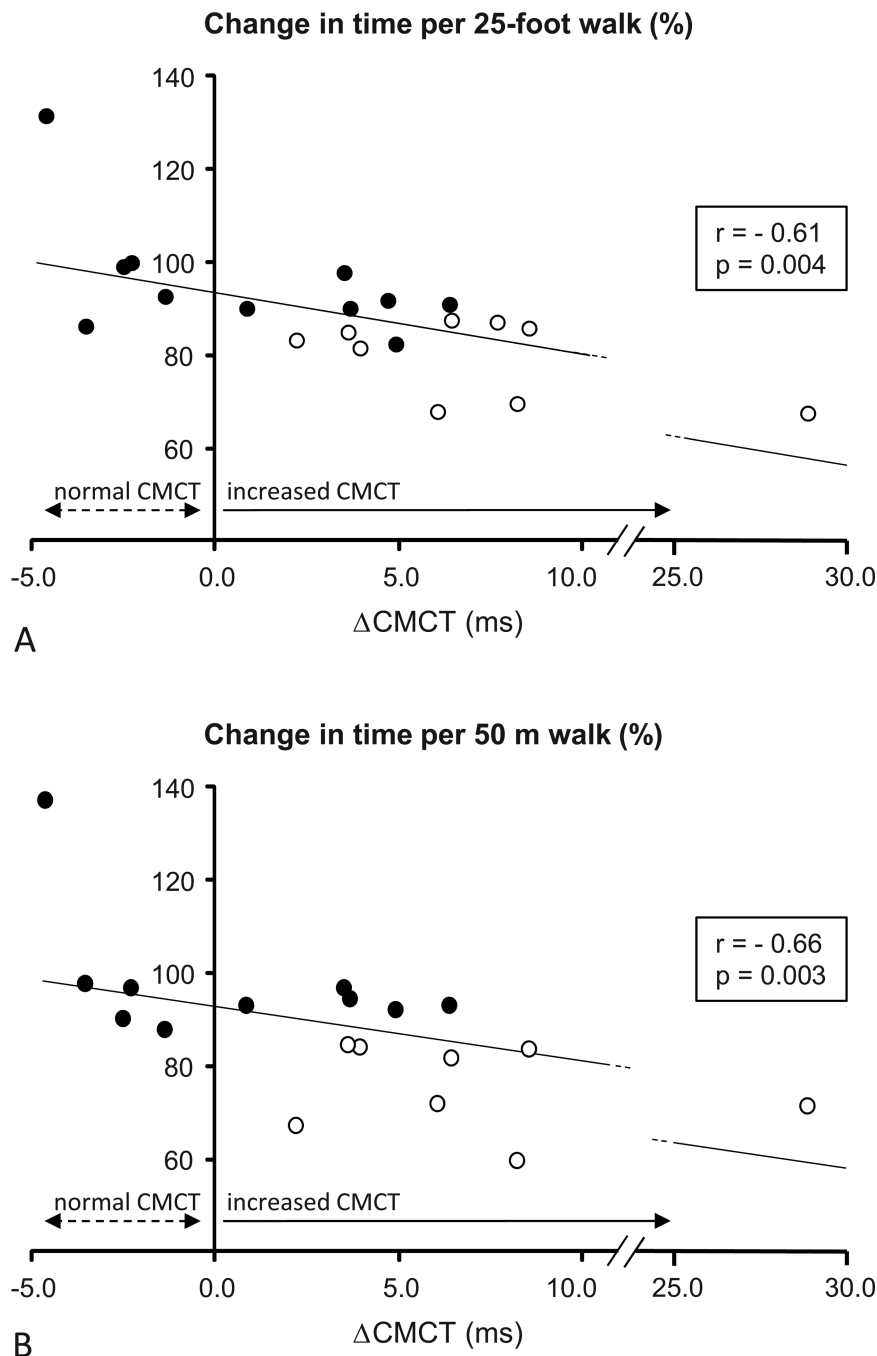 Change in time per 25-foot walk (%)
140
120
100
80
60
r = - 0.61
p = 0.004
normal CMCT
increased CMCT
-5.0 0.0 5.0 10.0 25.0 30.0
ΔCMCT (ms)
A
Change in time per 50 m walk (%)
140
120
100
80
60
r = - 0.66
p = 0.003
normal CMCT
increased CMCT
-5.0 0.0 5.0 10.0 25.0 30.0
ΔCMCT (ms)
B